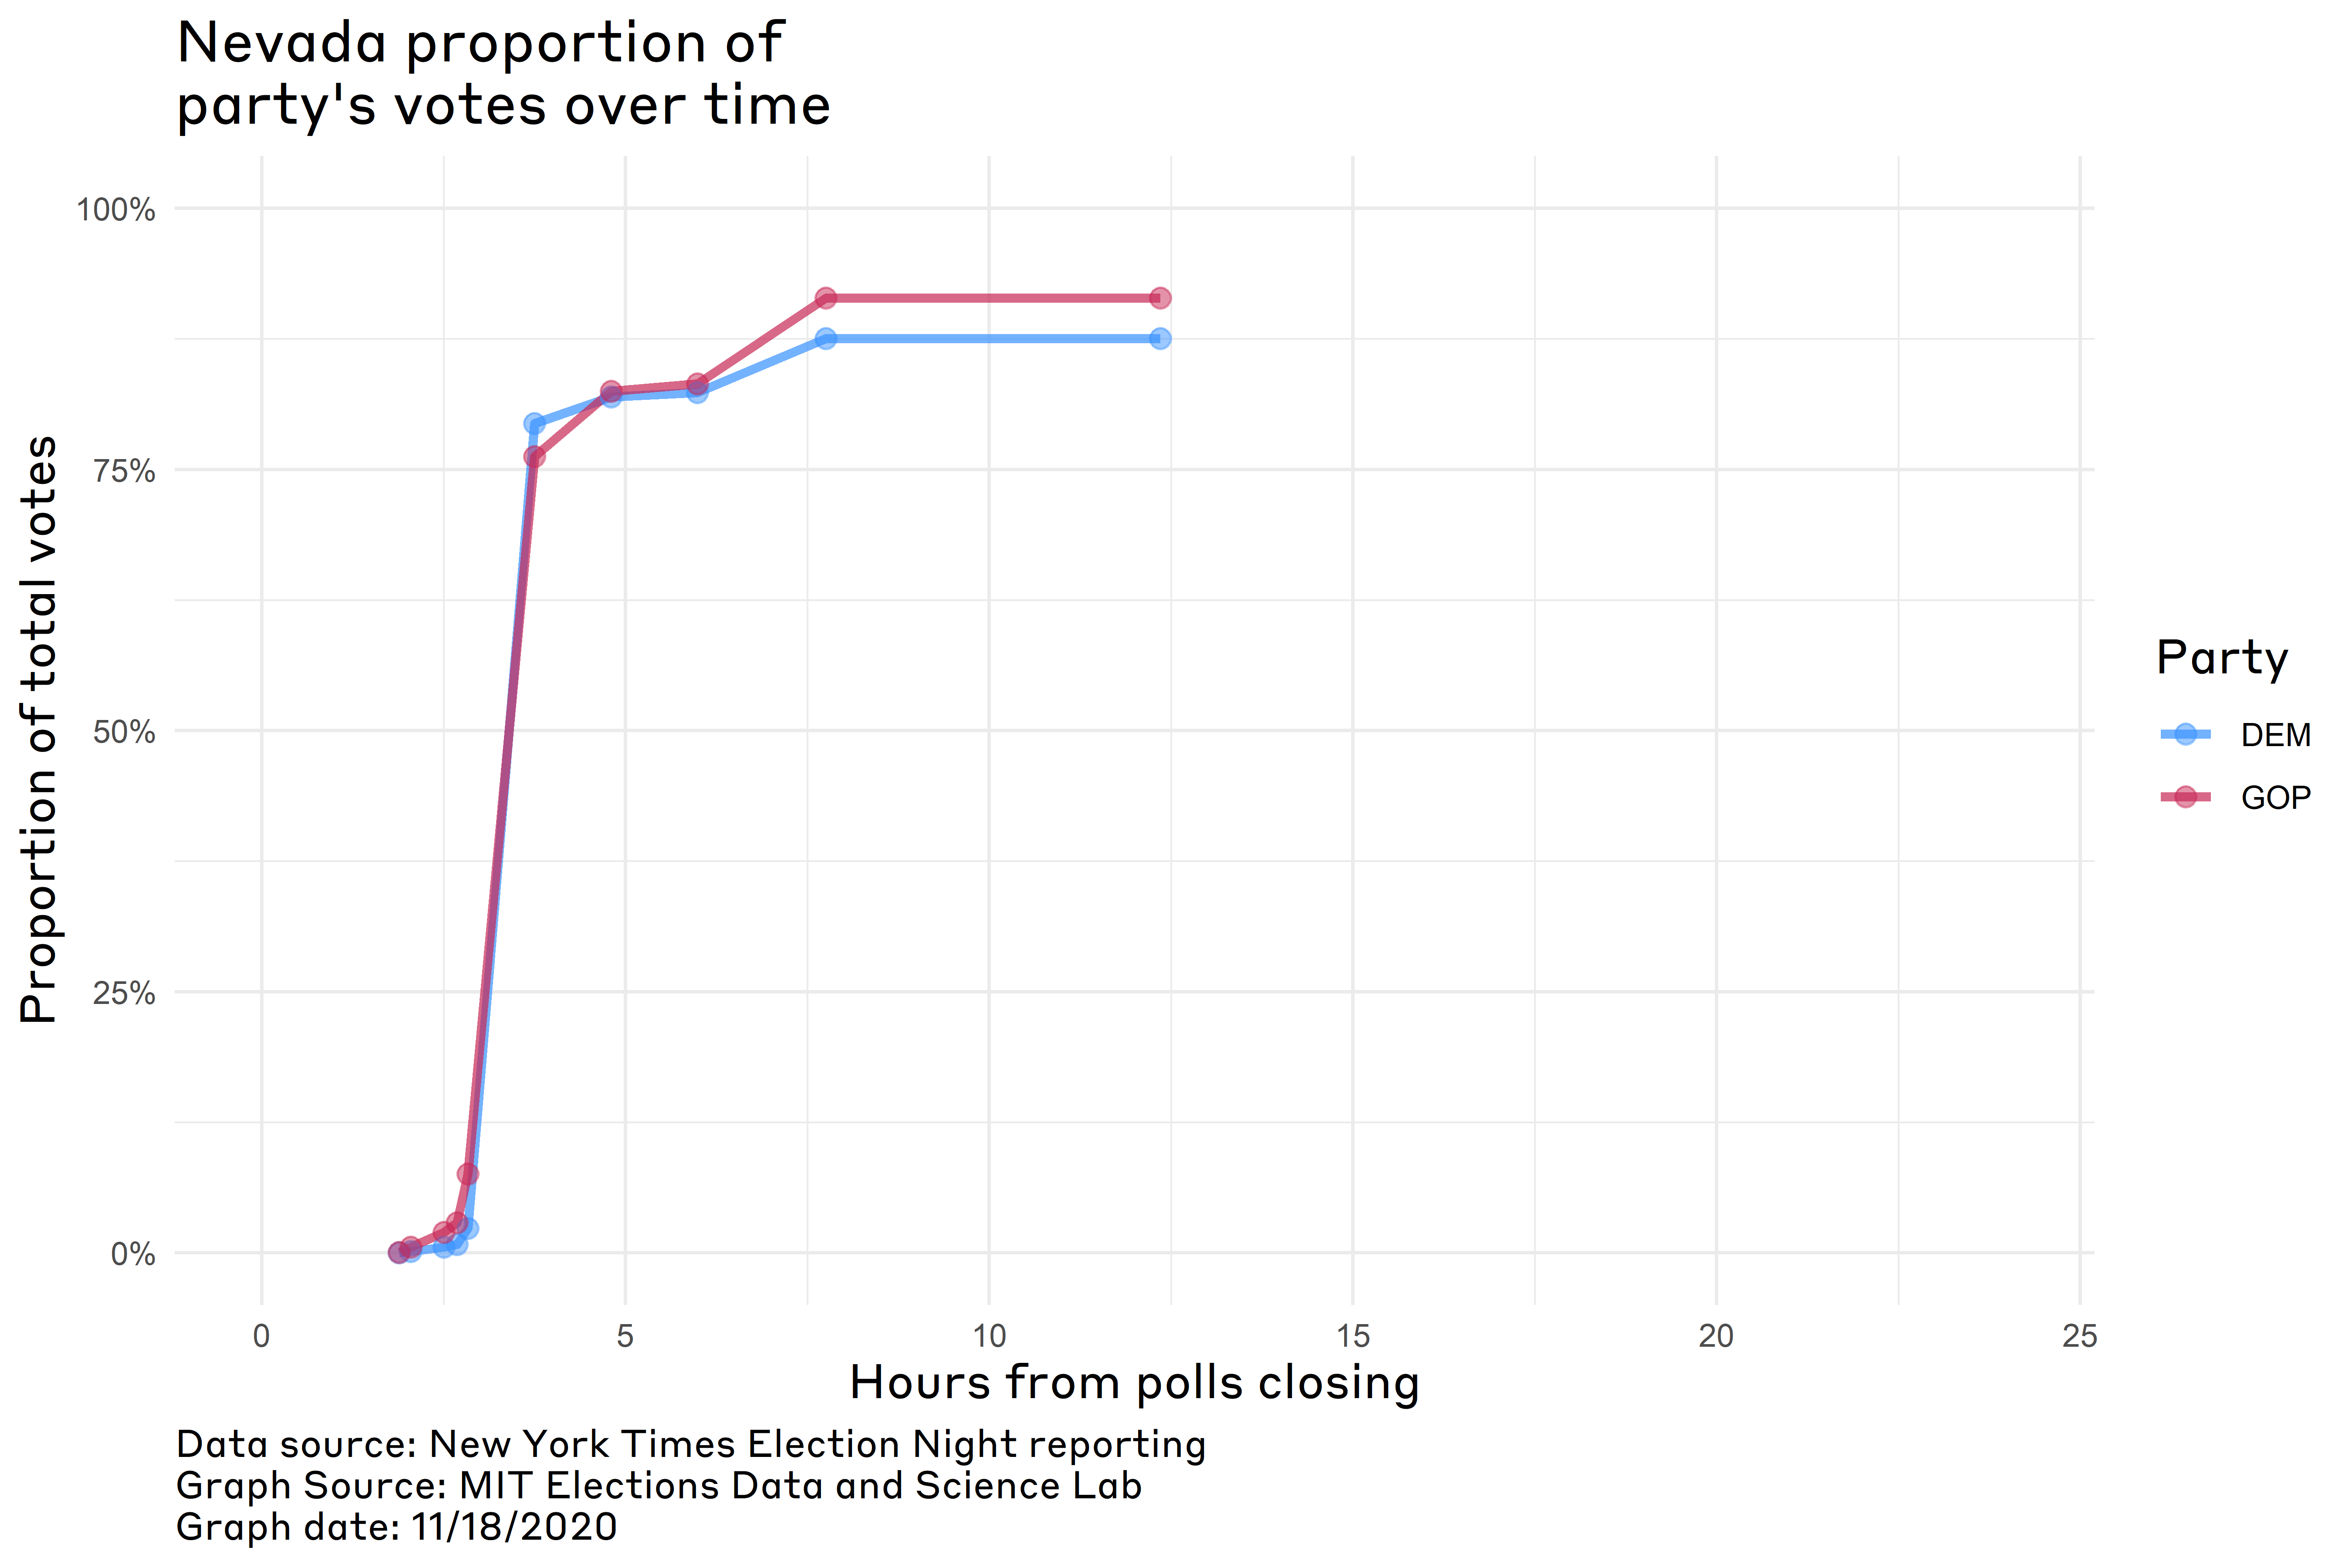 Nevada proportion of
party's votes over time
100%
75%
50%
25%
0%
Proportion of total votes
0 5 10 15 20 25
Hours from polls closing
Party
DEM
GOP
Data source: New York Times Election Night reporting
Graph Source: MIT Elections Data and Science Lab
Graph date: 11/18/2020